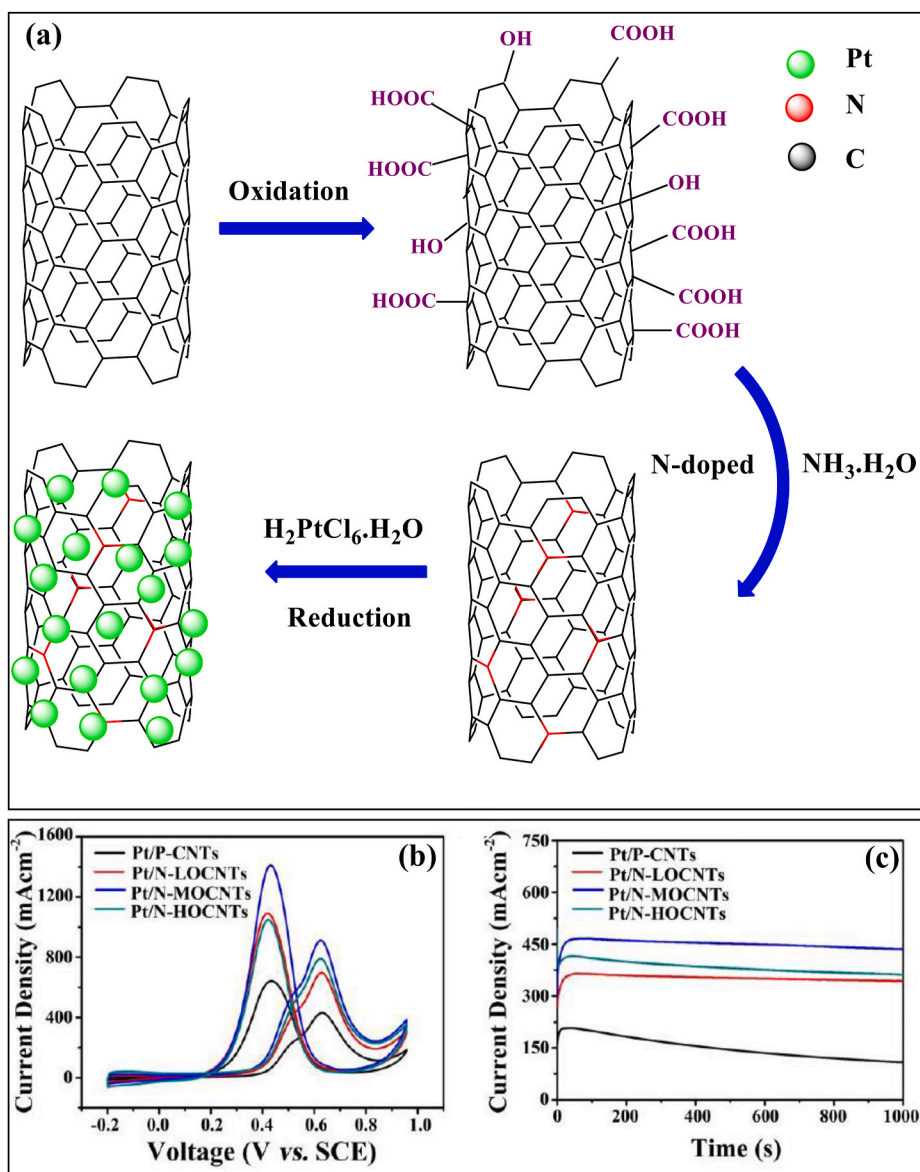 (a)
OH
COOH
Pt
HOOC
COOH
N
HOOC
OH
C
Oxidation
HO
COOH
HOOC
COOH
COOH
N-doped
NH₃.H₂O
H₂PtCl₆.H₂O
Reduction
(b)
Current Density (mAcm⁻²)
1600
1200
800
400
0
Pt/P-CNTs
Pt/N-LOCNTs
Pt/N-MOCNTs
Pt/N-HOCNTs
-0.2 0.0 0.2 0.4 0.6 0.8 1.0
Voltage (V vs. SCE)
(c)
Current Density (mAcm⁻²)
750
600
450
300
150
0
Pt/P-CNTs
Pt/N-LOCNTs
Pt/N-MOCNTs
Pt/N-HOCNTs
0 200 400 600 800 1000
Time (s)